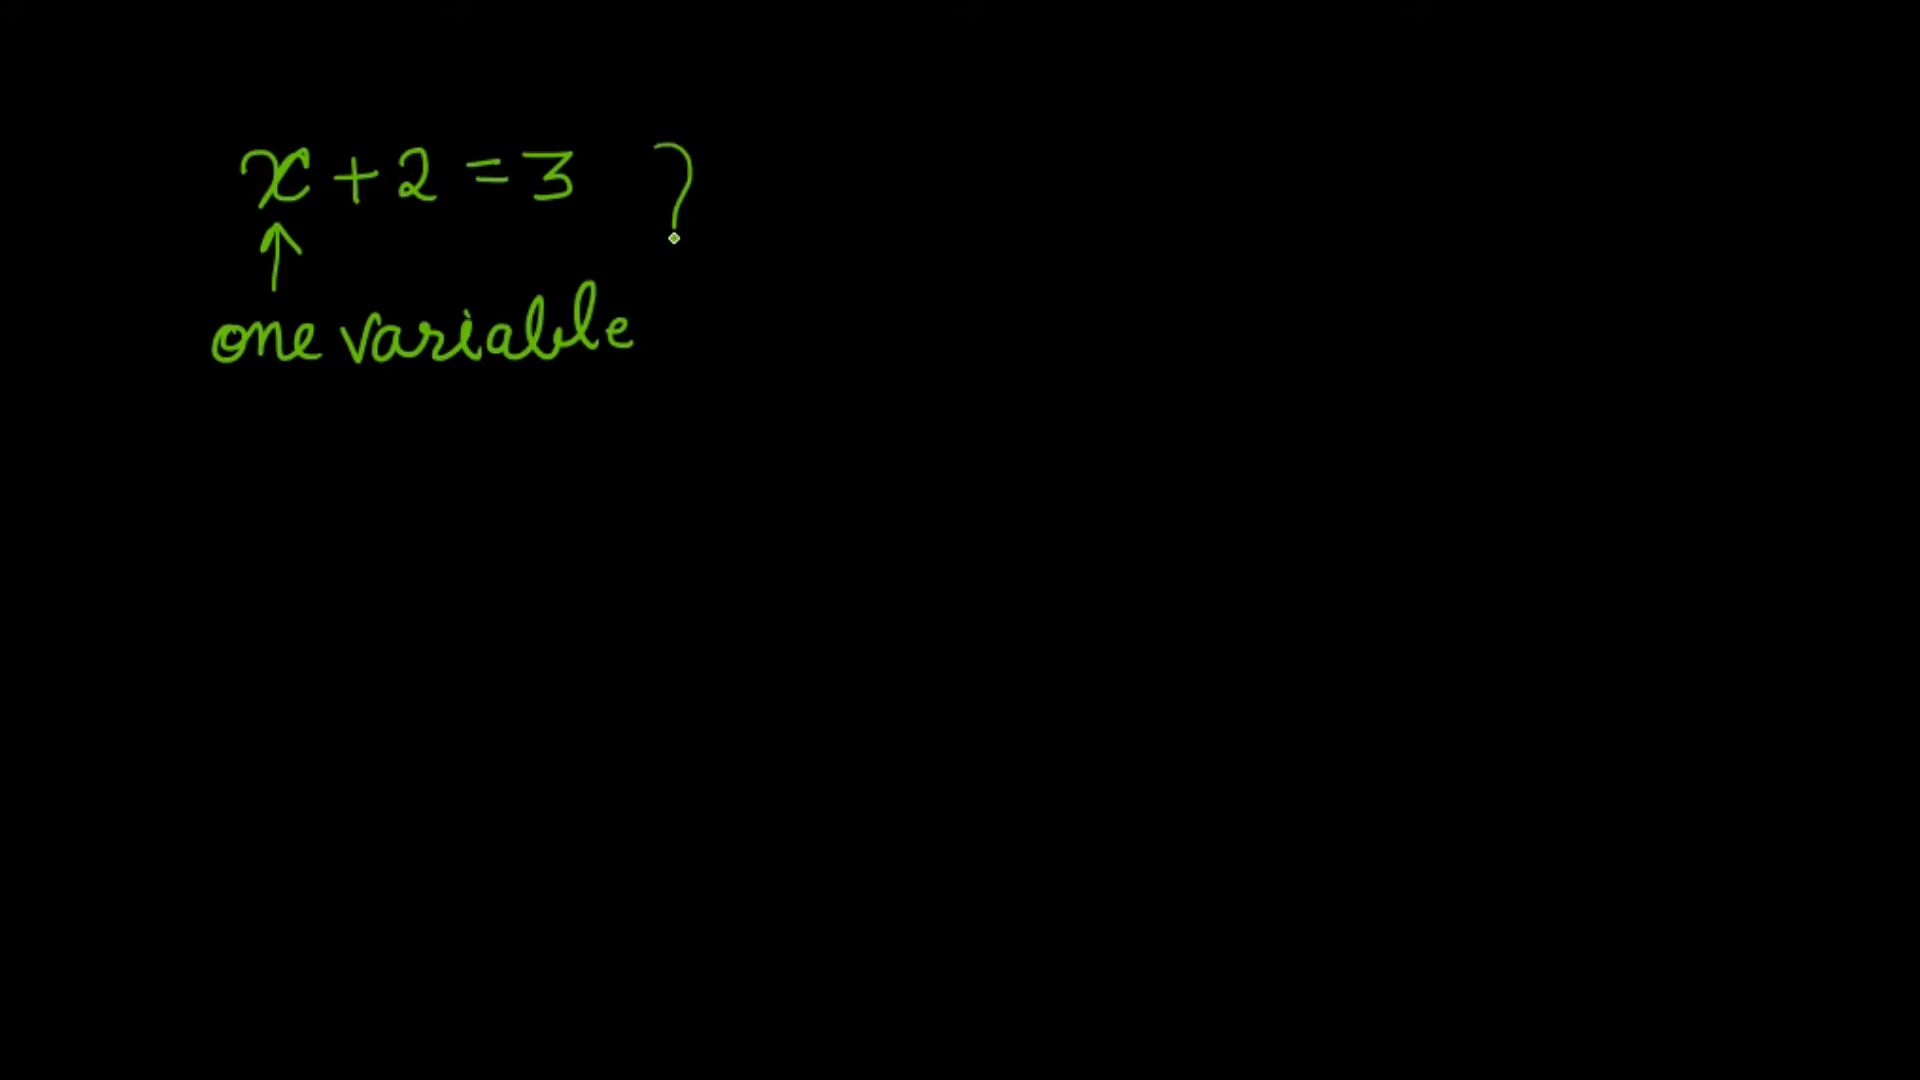 x + 2 = 3 ?
↑
one variable